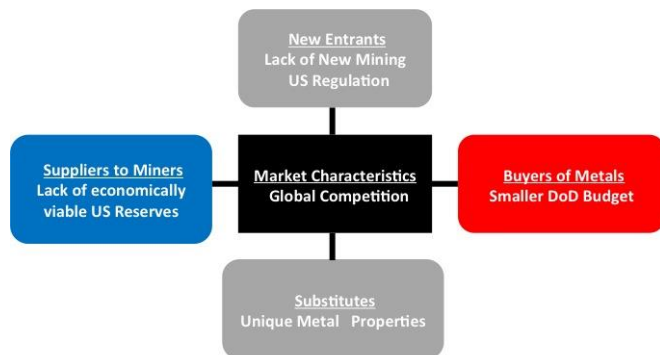 New Entrants
Lack of New Mining
US Regulation
Suppliers to Miners
Lack of economically
viable US Reserves
Market Characteristics
Global Competition
Buyers of Metals
Smaller DoD Budget
Substitutes
Unique Metal Properties